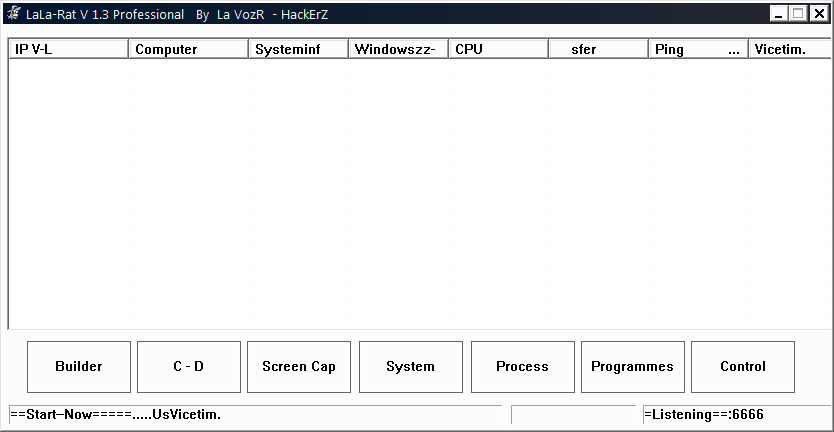 LaLa-Rat V 1.3 Professional By La VozR - HackErZ
IP V-L Computer Systeminf Windowszz- CPU sfer Ping ... Vicetim.
Builder C - D Screen Cap System Process Programmes Control
==Start–Now=====.....UsVicetim. =Listening==:6666